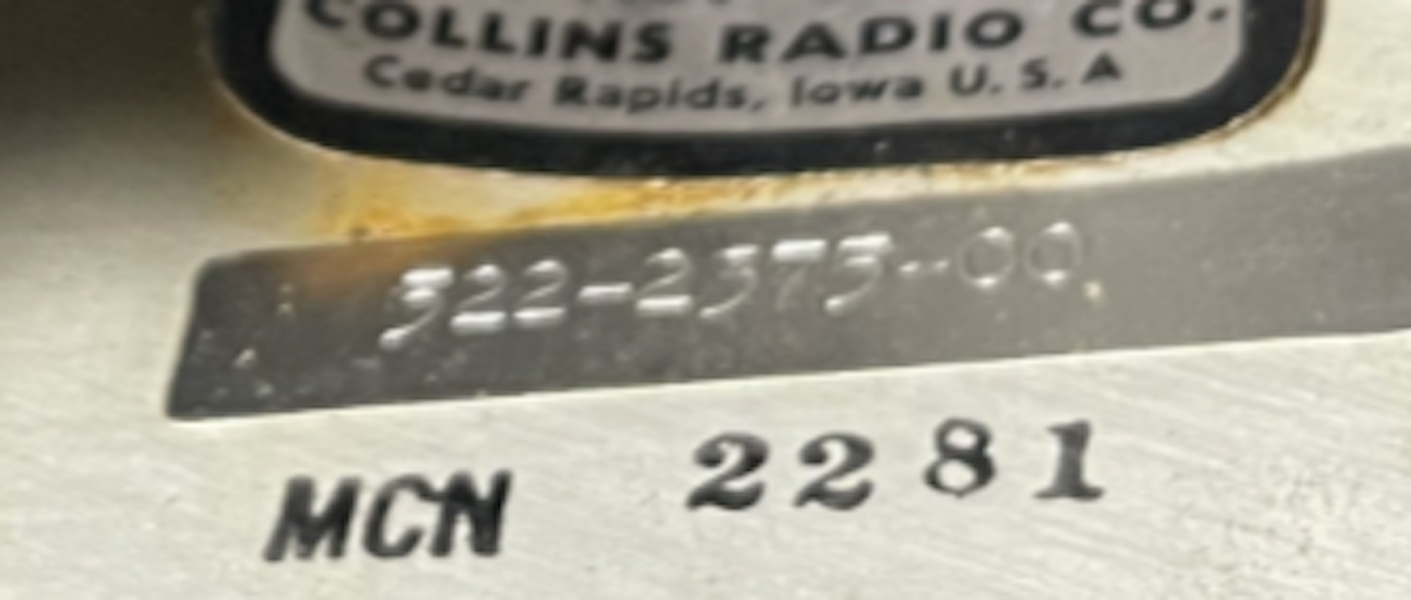 COLLINS RADIO CO.
Cedar Rapids, Iowa U. S. A
522-2373-00
MCN 2281